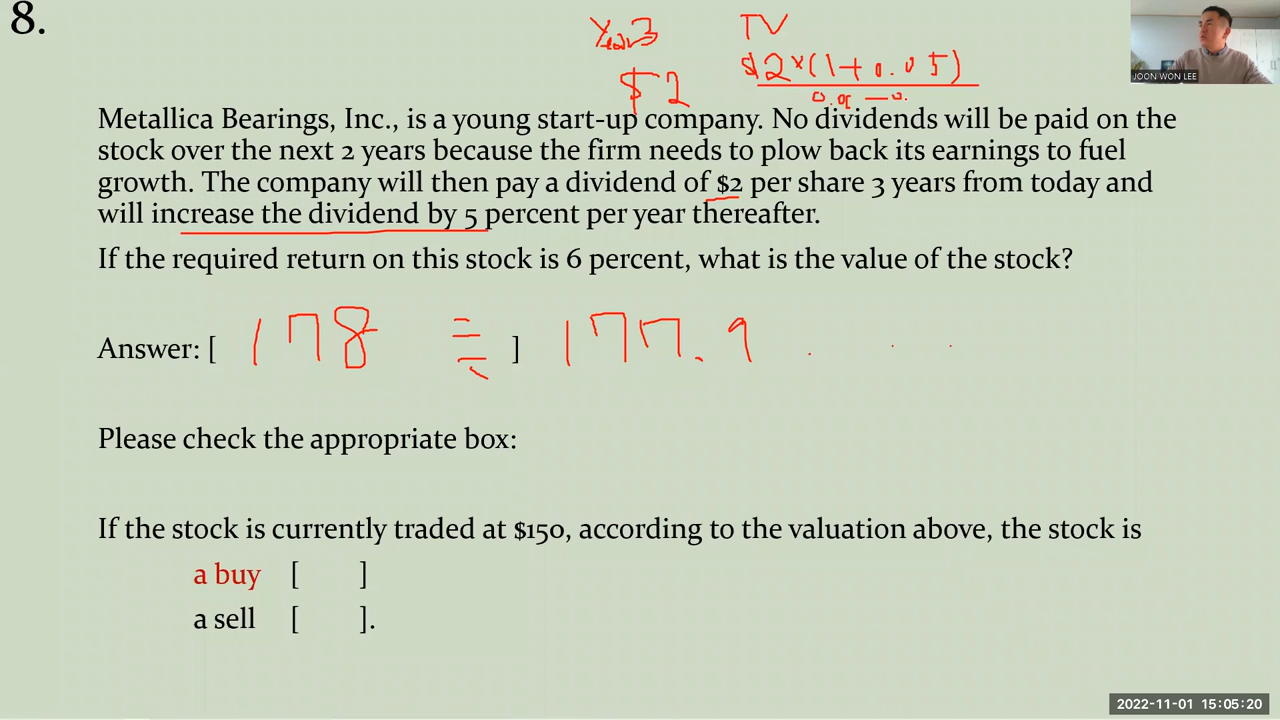 8.
Year3 TV
$2 $2×(1+0.05)
JOON WON LEE
Metallica Bearings, Inc., is a young start-up company. No dividends will be paid on the
stock over the next 2 years because the firm needs to plow back its earnings to fuel
growth. The company will then pay a dividend of $2 per share 3 years from today and
will increase the dividend by 5 percent per year thereafter.
If the required return on this stock is 6 percent, what is the value of the stock?
Answer: [ 178 ] 177.9 . . .
Please check the appropriate box:
If the stock is currently traded at $150, according to the valuation above, the stock is
a buy [ ]
a sell [ ].
2022-11-01 15:05:20